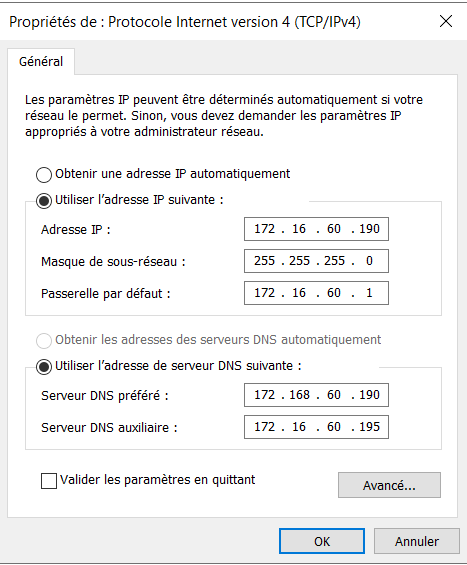 Propriétés de : Protocole Internet version 4 (TCP/IPv4)
Général
Les paramètres IP peuvent être déterminés automatiquement si votre
réseau le permet. Sinon, vous devez demander les paramètres IP
appropriés à votre administrateur réseau.
Obtenir une adresse IP automatiquement
Utiliser l'adresse IP suivante :
Adresse IP : 172 . 16 . 60 . 190
Masque de sous-réseau : 255 . 255 . 255 . 0
Passerelle par défaut : 172 . 16 . 60 . 1
Obtenir les adresses des serveurs DNS automatiquement
Utiliser l'adresse de serveur DNS suivante :
Serveur DNS préféré : 172 . 168 . 60 . 190
Serveur DNS auxiliaire : 172 . 16 . 60 . 195
Valider les paramètres en quittant
Avancé...
OK Annuler